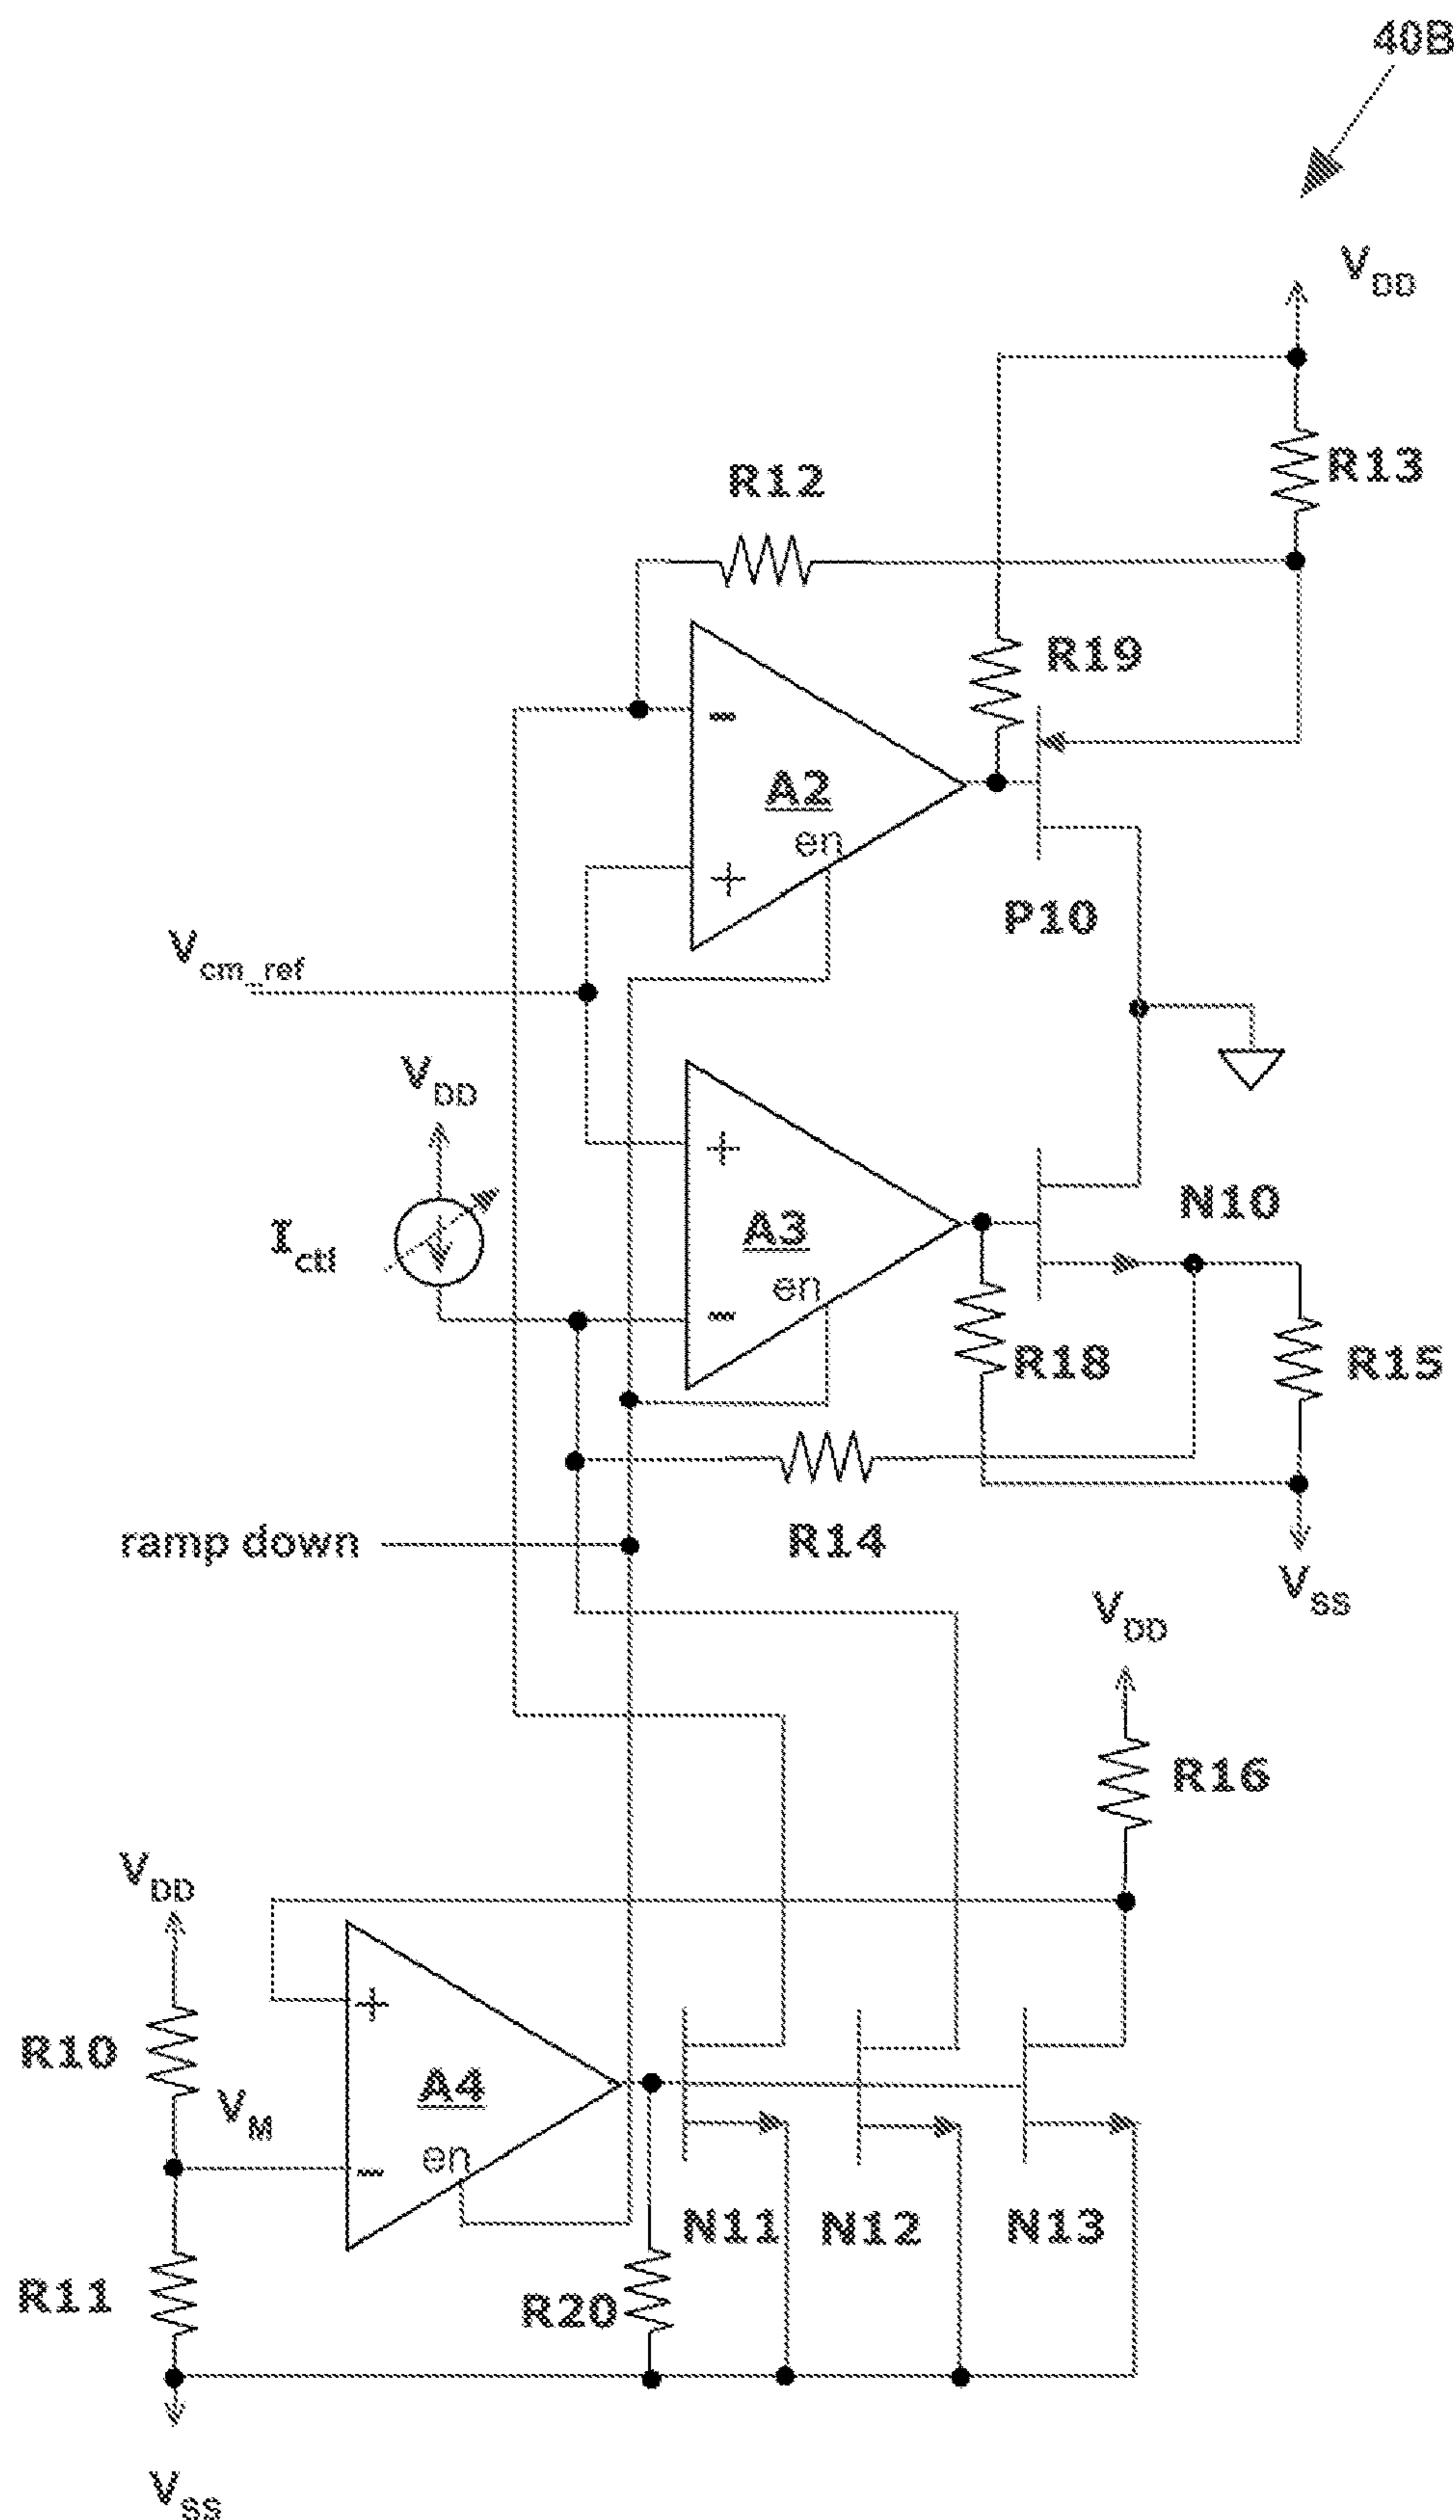 40B
VDD
R13
R12
R19
A2
en
P10
Vcm_ref
VDD
Ictl
A3
en
N10
R18
R15
R14
ramp down
VSS
VDD
R16
VDD
R10
A4
VM
en
N11
N12
N13
R11
R20
VSS